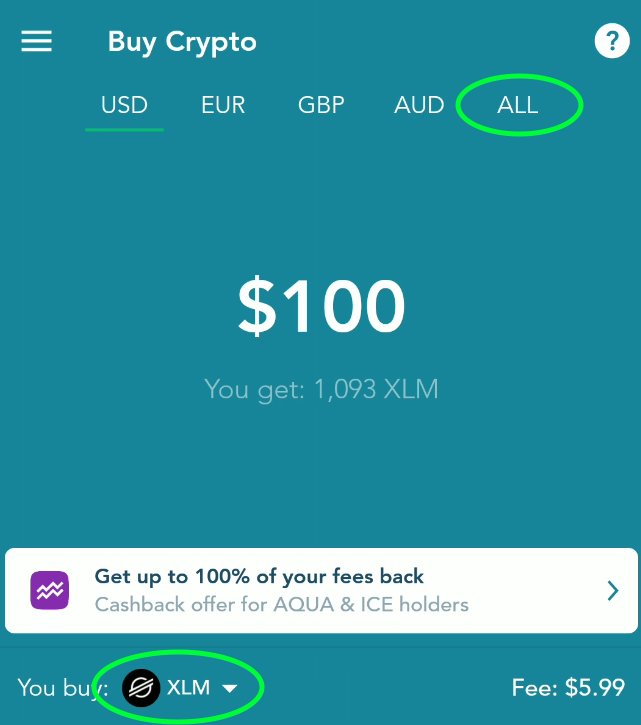 Buy Crypto
?
USD EUR GBP AUD ALL
$100
You get: 1,093 XLM
Get up to 100% of your fees back
Cashback offer for AQUA & ICE holders
You buy: XLM Fee: $5.99